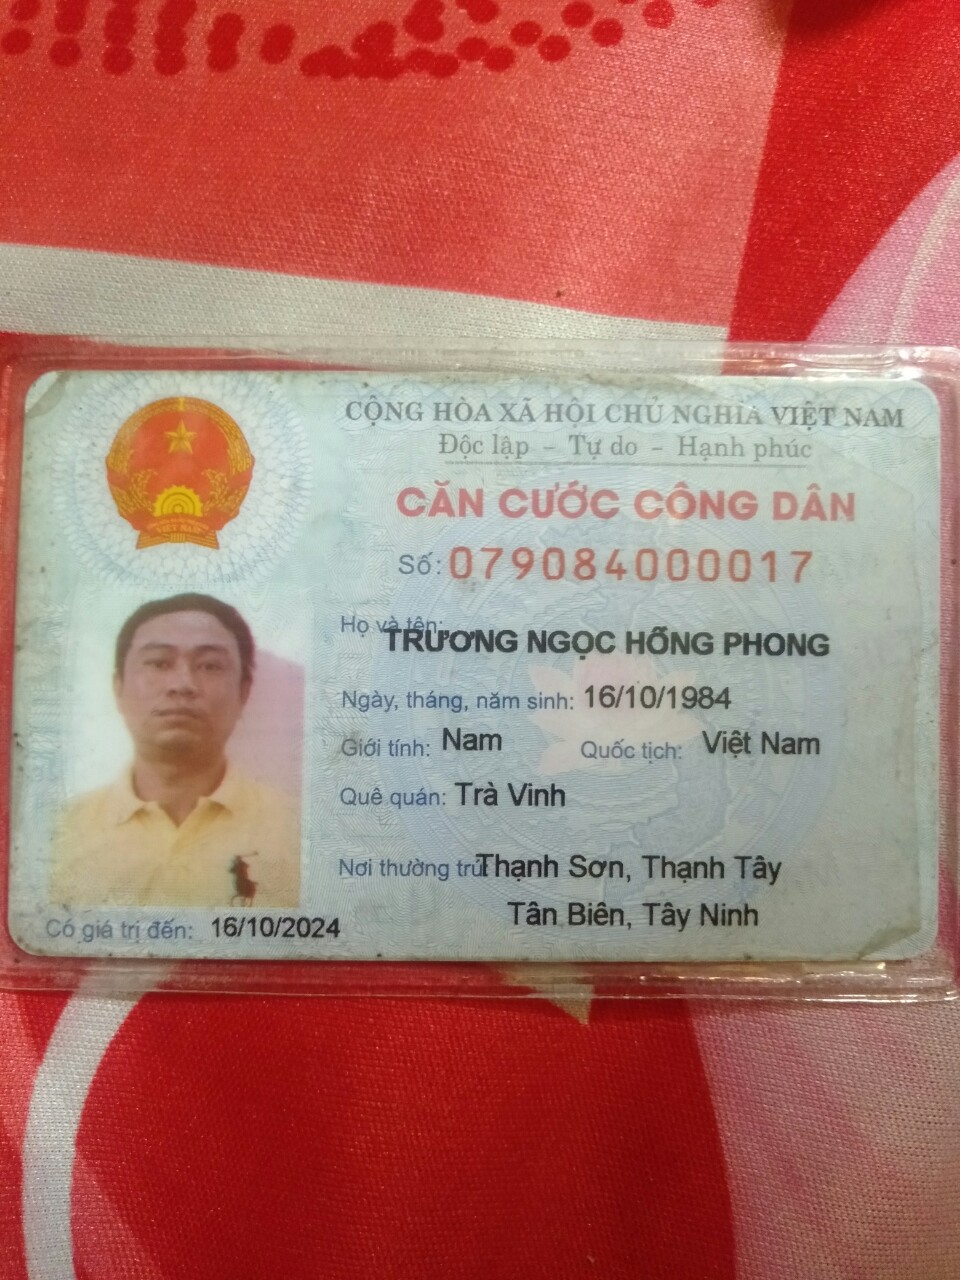 CỘNG HÒA XÃ HỘI CHỦ NGHĨA VIỆT NAM
Độc lập – Tự do – Hạnh phúc
CĂN CƯỚC CÔNG DÂN
Số: 079084000017
Họ và tên:
TRƯƠNG NGỌC HỒNG PHONG
Ngày, tháng, năm sinh: 16/10/1984
Giới tính: Nam Quốc tịch: Việt Nam
Quê quán: Trà Vinh
Nơi thường trú: Thạnh Sơn, Thạnh Tây
Tân Biên, Tây Ninh
Có giá trị đến: 16/10/2024
VIỆT NAM